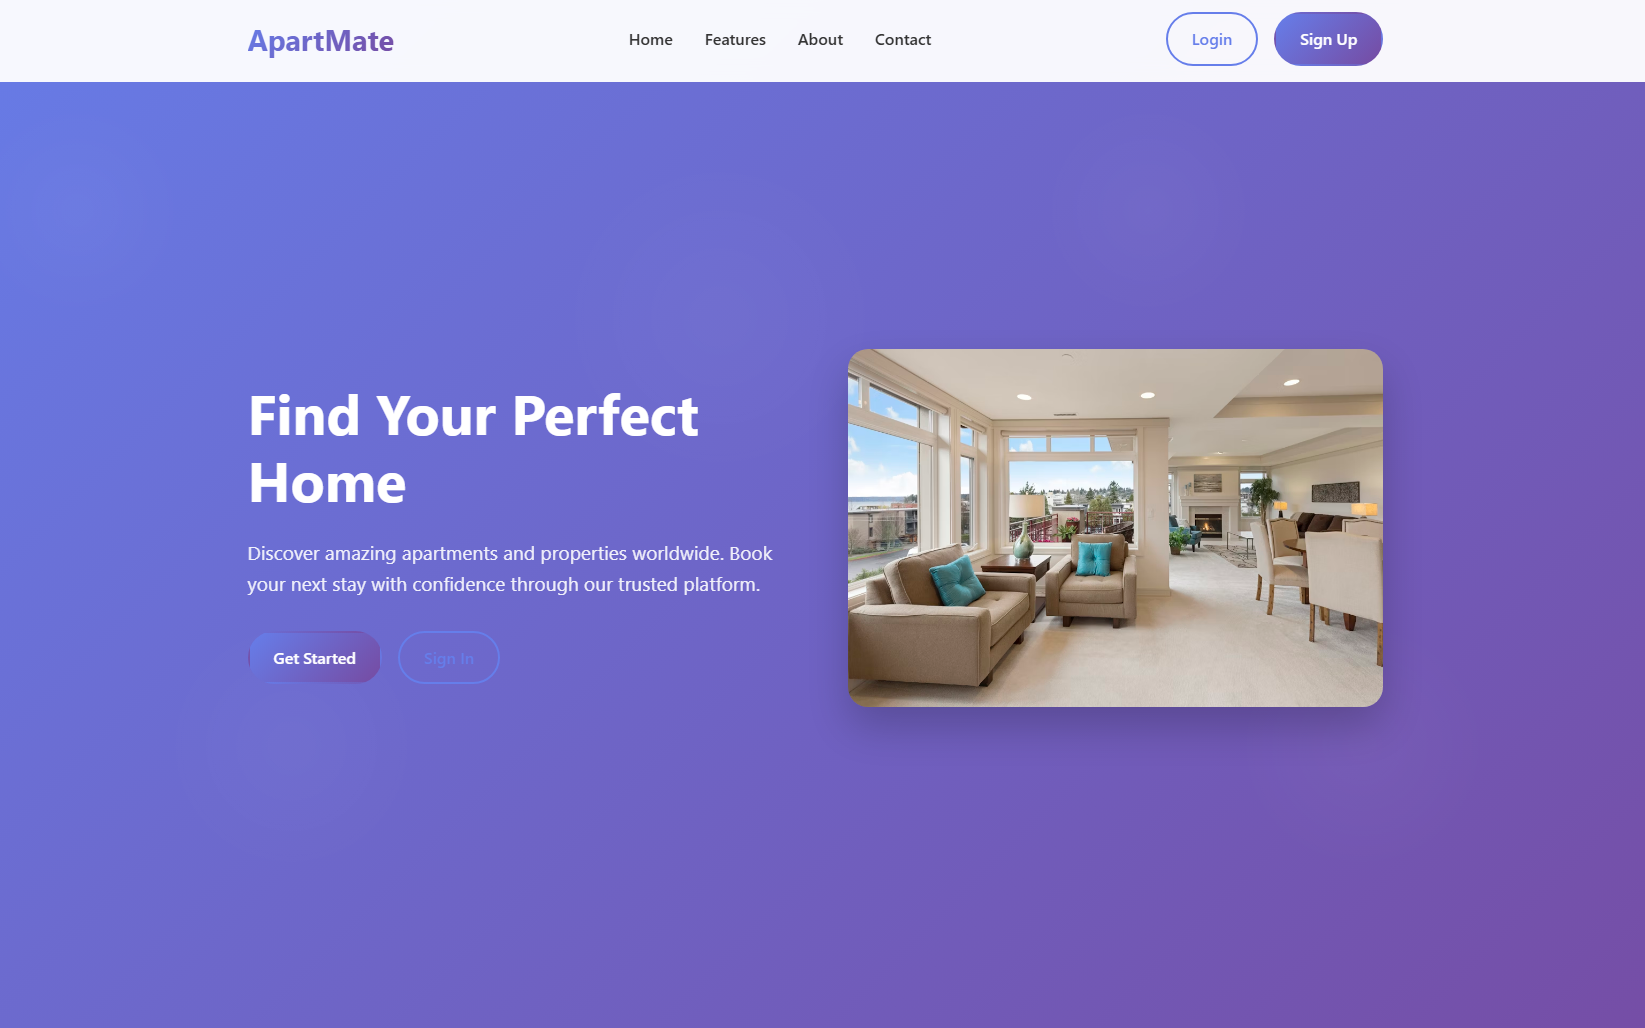 ApartMate
Home Features About Contact
Login Sign Up
Find Your Perfect
Home
Discover amazing apartments and properties worldwide. Book
your next stay with confidence through our trusted platform.
Get Started Sign In